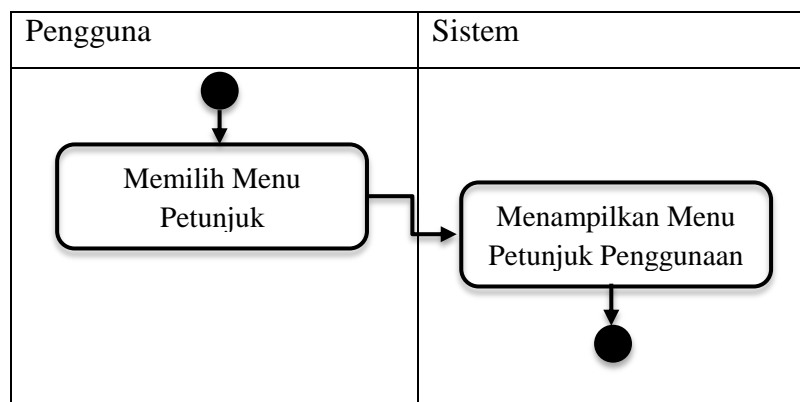 Pengguna
Sistem
Memilih Menu
Petunjuk
Menampilkan Menu
Petunjuk Penggunaan